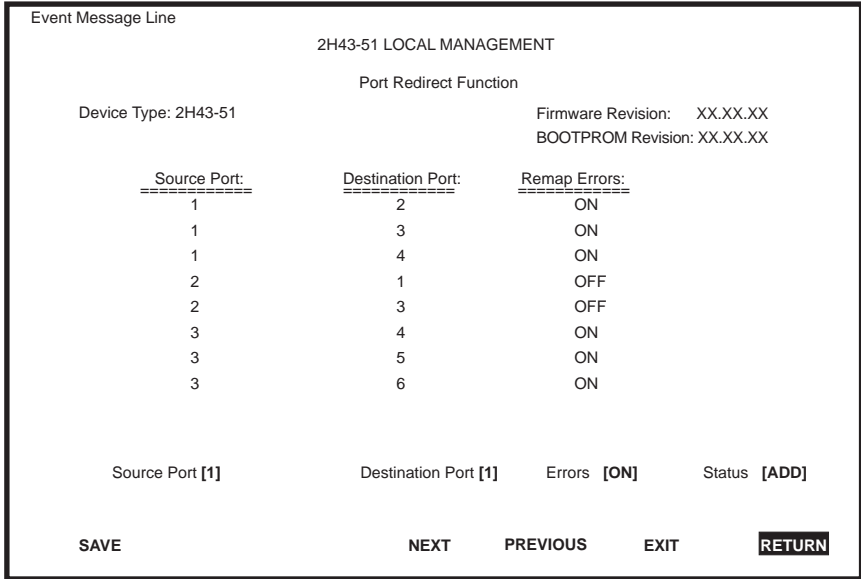 Event Message Line
2H43-51 LOCAL MANAGEMENT
Port Redirect Function
Device Type: 2H43-51 Firmware Revision: XX.XX.XX
BOOTPROM Revision: XX.XX.XX
Source Port: Destination Port: Remap Errors:
============ ============ ============
1 2 ON
1 3 ON
1 4 ON
2 1 OFF
2 3 OFF
3 4 ON
3 5 ON
3 6 ON
Source Port [1] Destination Port [1] Errors [ON] Status [ADD]
SAVE NEXT PREVIOUS EXIT RETURN